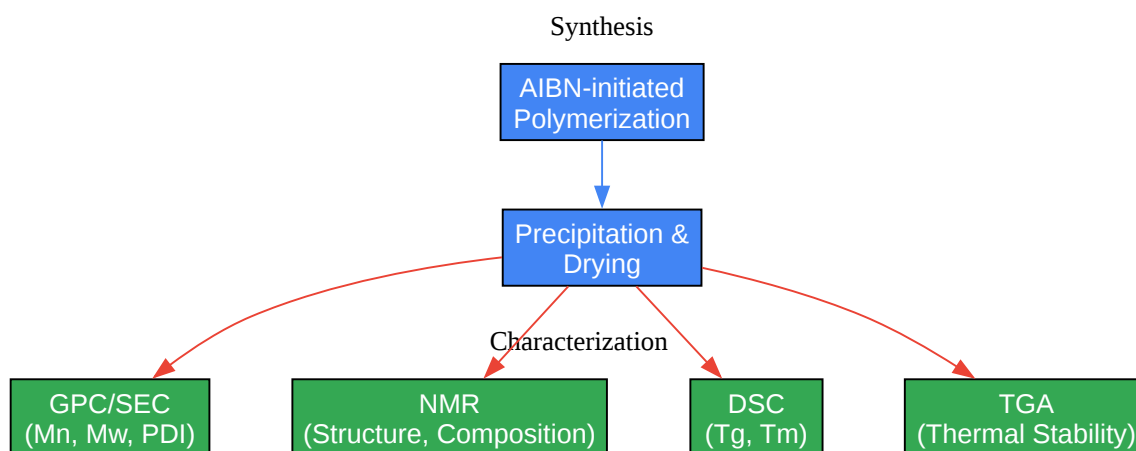 Synthesis
AIBN-initiated
Polymerization
Precipitation &
Drying
Characterization
GPC/SEC
(Mn, Mw, PDI)
NMR
(Structure, Composition)
DSC
(Tg, Tm)
TGA
(Thermal Stability)